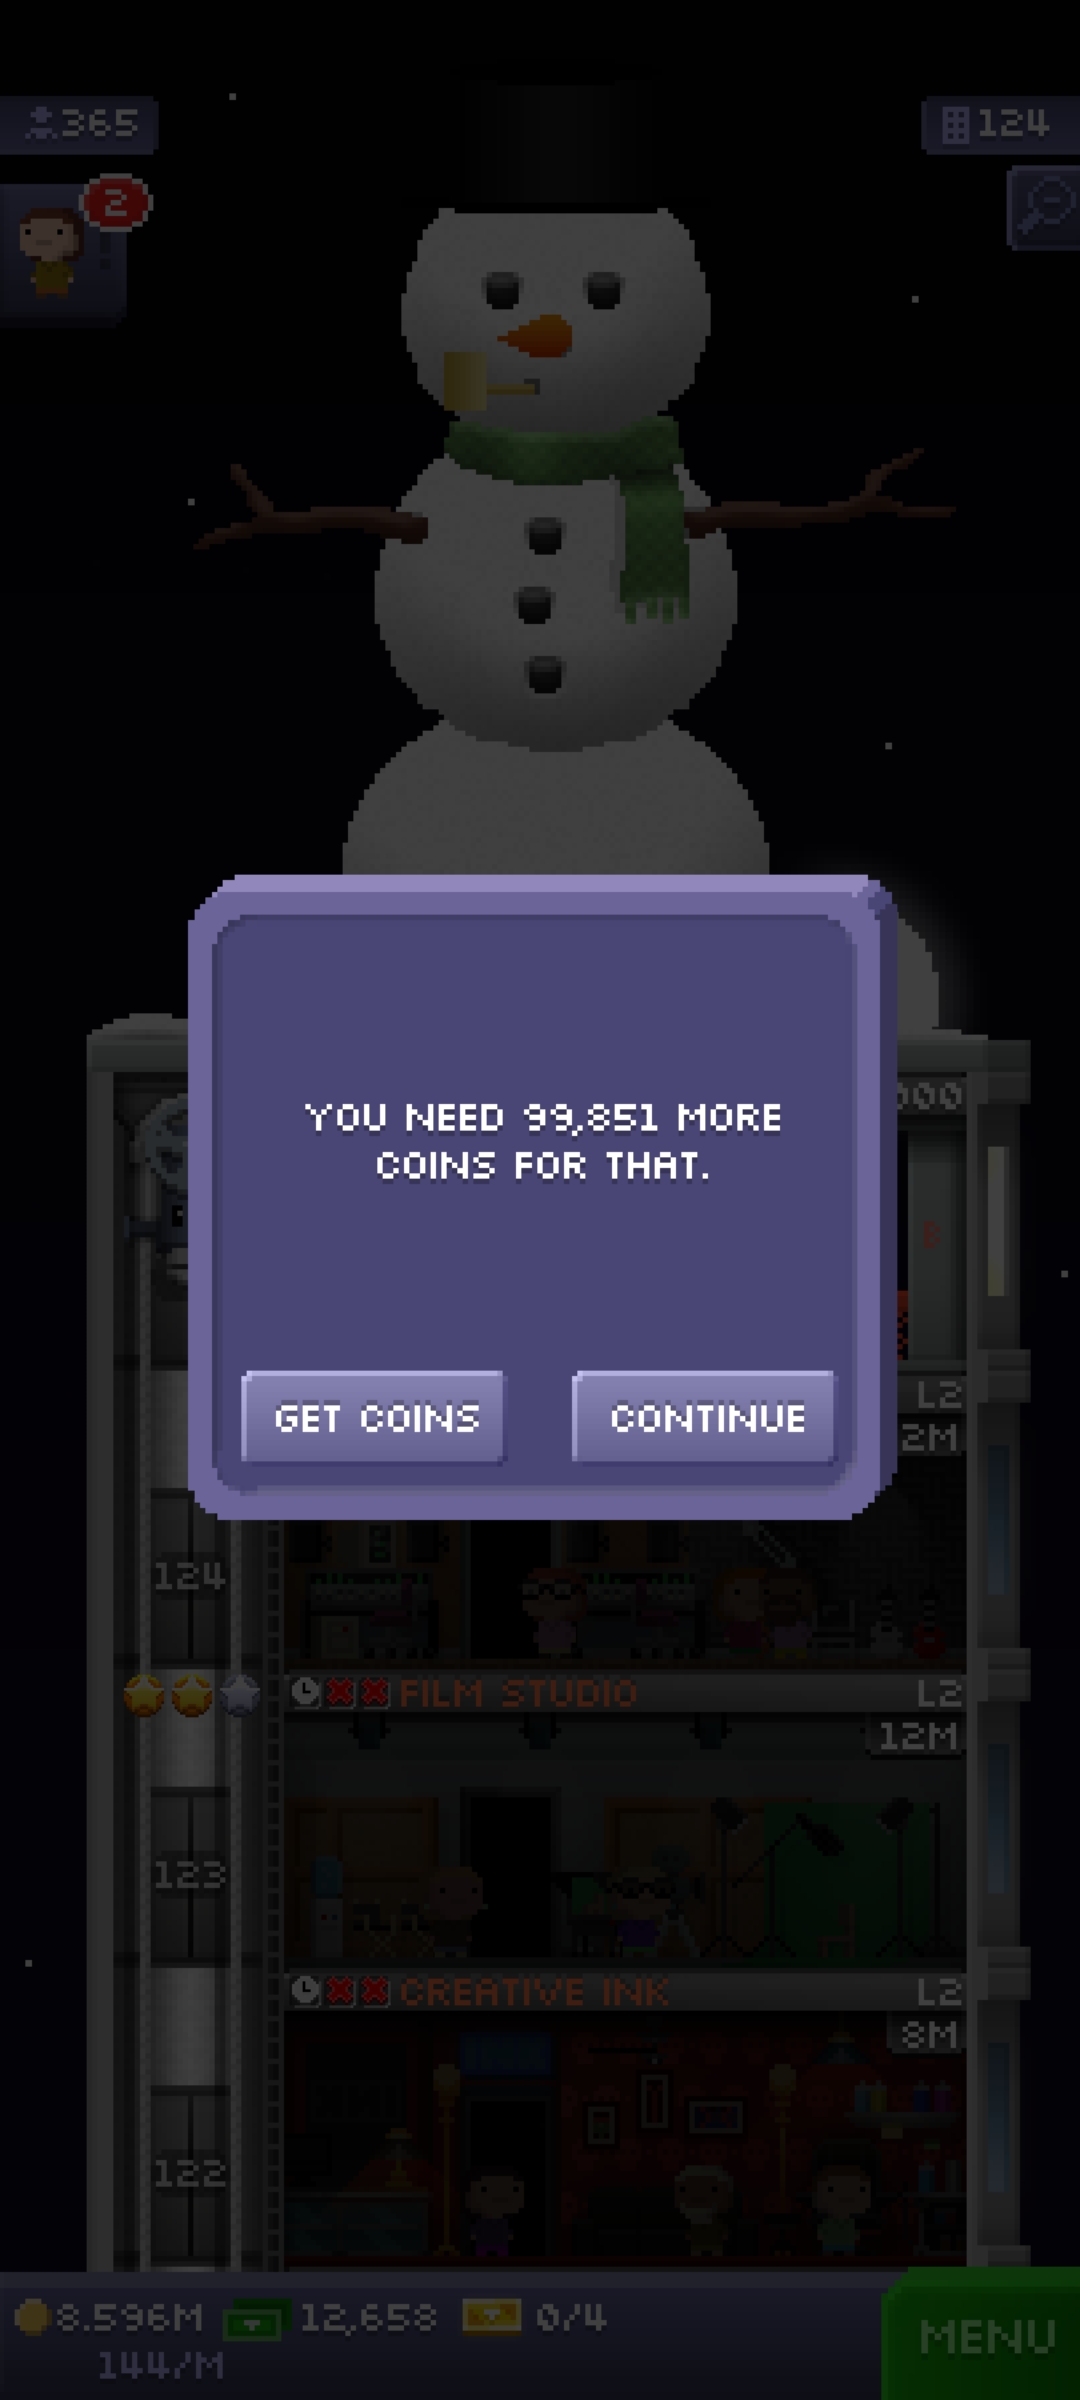 365
124
2
YOU NEED 99,851 MORE
COINS FOR THAT.
GET COINS
CONTINUE
L2
2M
124
FILM STUDIO
L2
12M
123
CREATIVE INK
L2
8M
122
8.596M
12,658
0/4
144/M
MENU